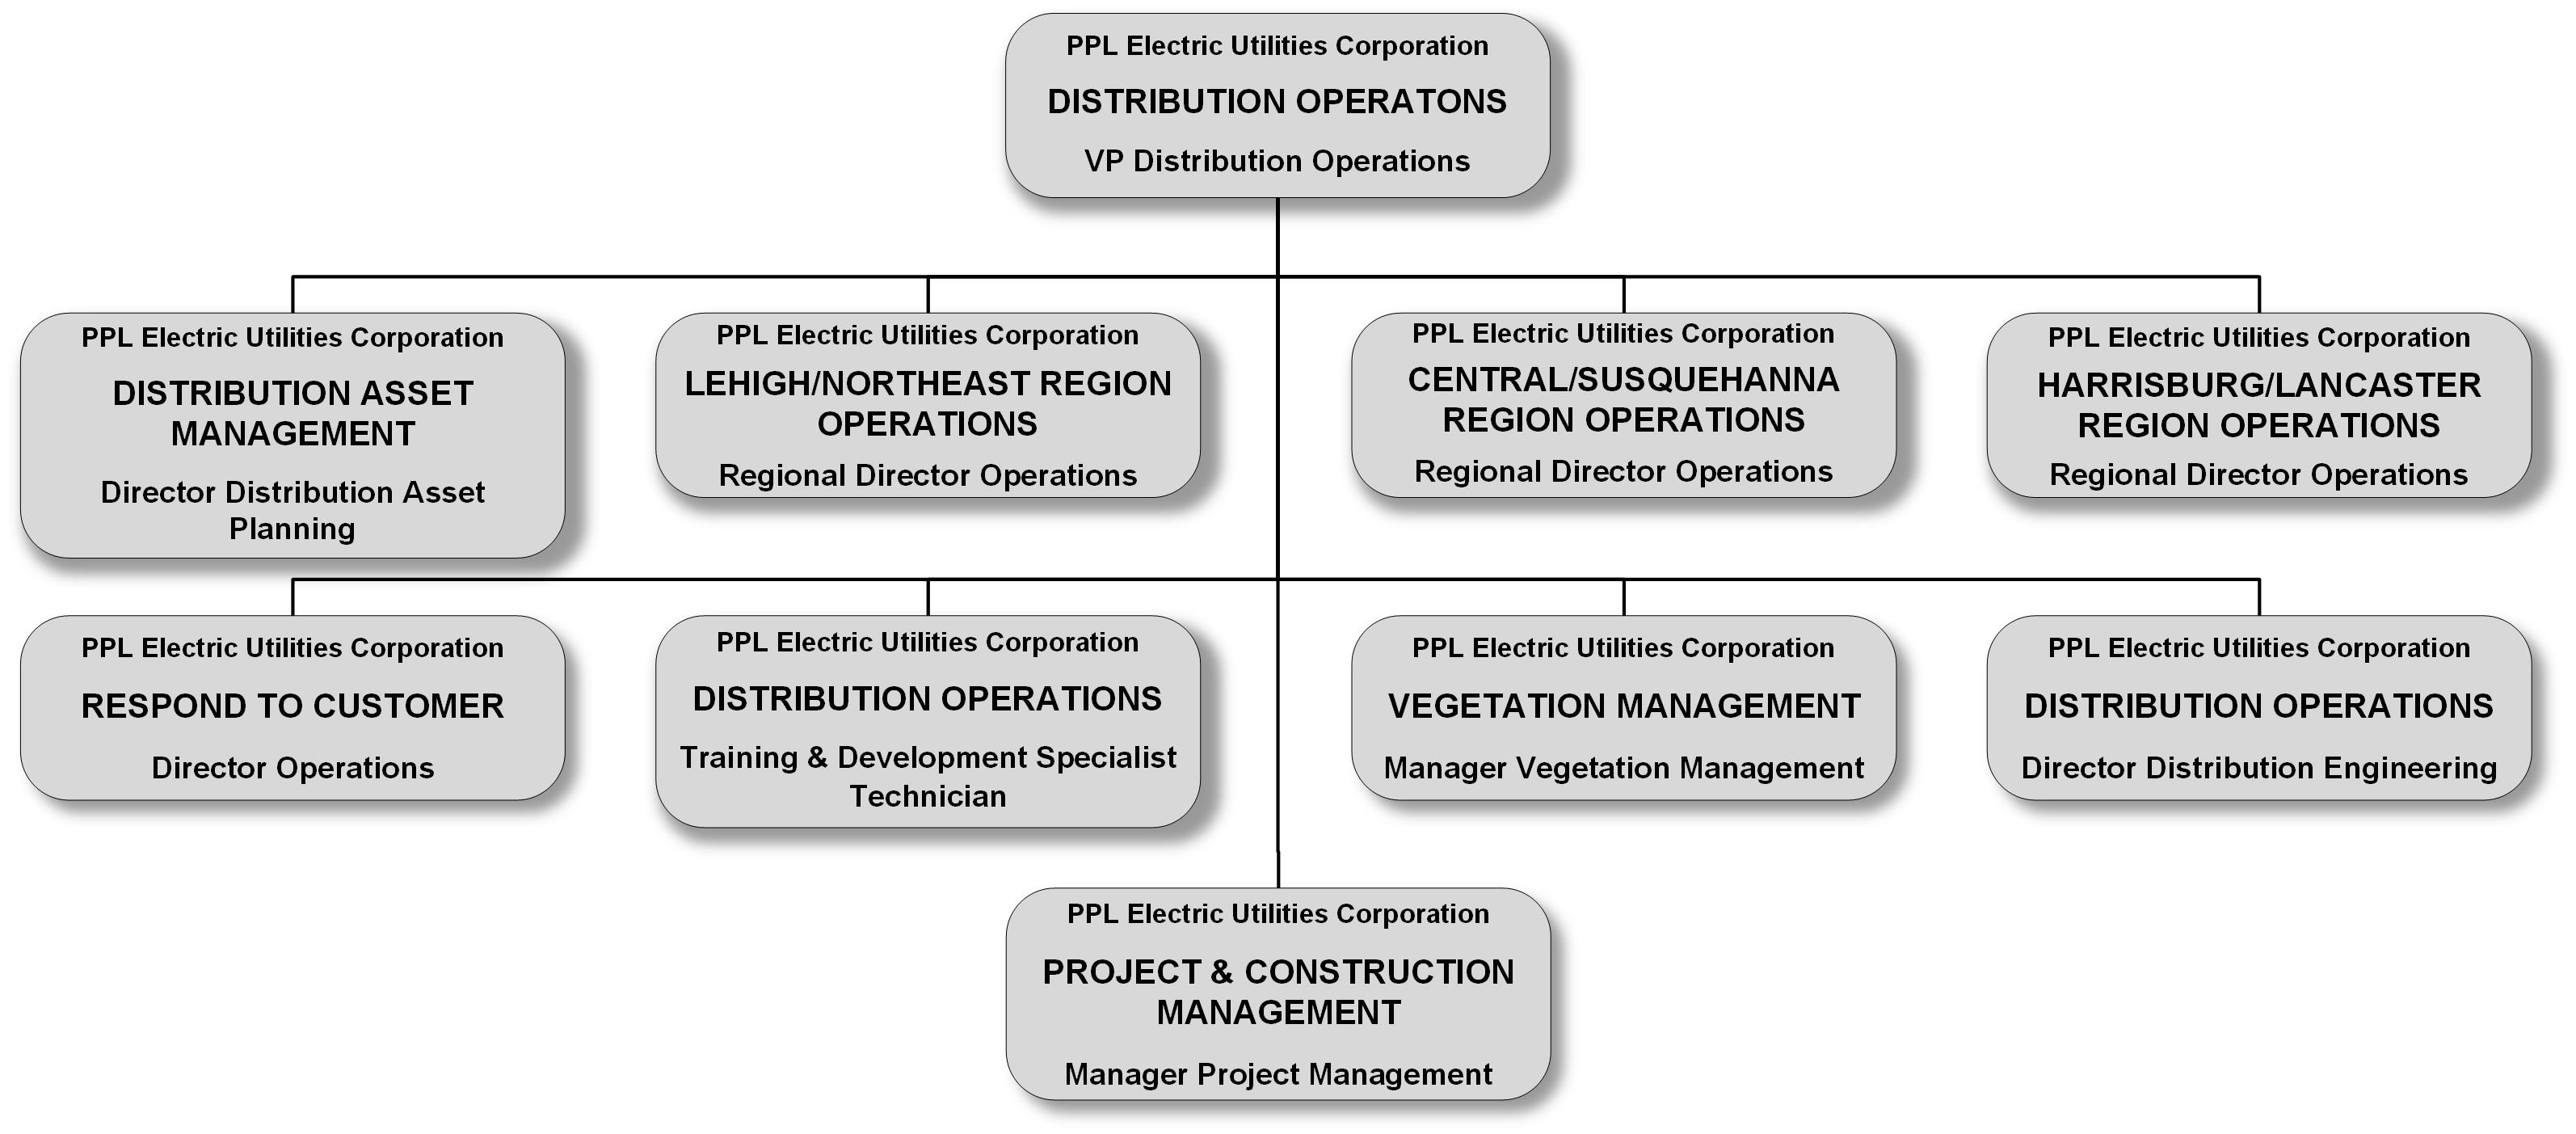 PPL Electric Utilities Corporation
DISTRIBUTION OPERATONS
VP Distribution Operations
PPL Electric Utilities Corporation
DISTRIBUTION ASSET
MANAGEMENT
Director Distribution Asset
Planning
PPL Electric Utilities Corporation
LEHIGH/NORTHEAST REGION
OPERATIONS
Regional Director Operations
PPL Electric Utilities Corporation
CENTRAL/SUSQUEHANNA
REGION OPERATIONS
Regional Director Operations
PPL Electric Utilities Corporation
HARRISBURG/LANCASTER
REGION OPERATIONS
Regional Director Operations
PPL Electric Utilities Corporation
RESPOND TO CUSTOMER
Director Operations
PPL Electric Utilities Corporation
DISTRIBUTION OPERATIONS
Training & Development Specialist
Technician
PPL Electric Utilities Corporation
VEGETATION MANAGEMENT
Manager Vegetation Management
PPL Electric Utilities Corporation
DISTRIBUTION OPERATIONS
Director Distribution Engineering
PPL Electric Utilities Corporation
PROJECT & CONSTRUCTION
MANAGEMENT
Manager Project Management